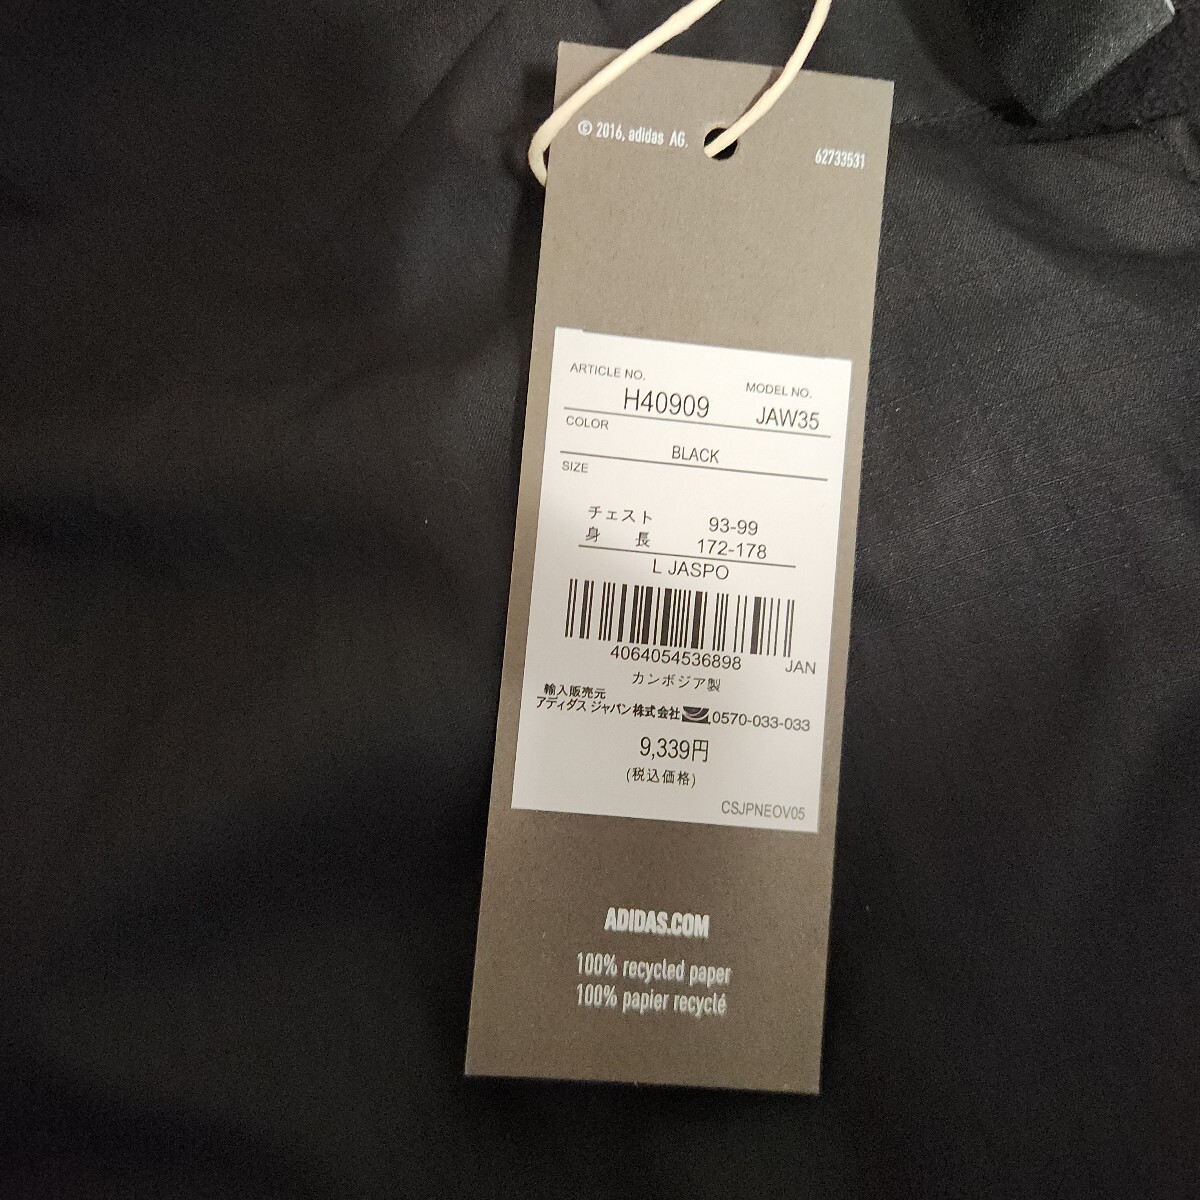 © 2016, adidas AG.
62733531
ARTICLE NO.
MODEL NO.
H40909
JAW35
COLOR
BLACK
SIZE
チェスト 93-99
身 長 172-178
L JASPO
4064054536898
JAN
カンボジア製
輸入販売元
アディダス ジャパン株式会社 0570-033-033
9,339円
(税込価格)
CSJPNEOV05
ADIDAS.COM
100% recycled paper
100% papier recyclé